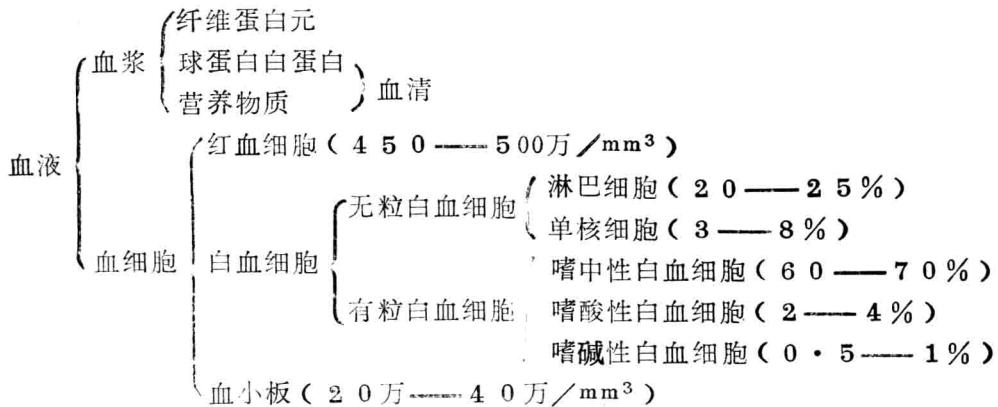 纤维蛋白元
血浆
球蛋白白蛋白
血清
营养物质
红血细胞(450——500万/mm³)
血液
淋巴细胞(20——25%)
无粒白血细胞
单核细胞(3——8%)
血细胞
白血细胞
嗜中性白血细胞(60——70%)
有粒白血细胞
嗜酸性白血细胞(2——4%)
嗜碱性白血细胞(0·5——1%)
血小板(20万——40万/mm³)